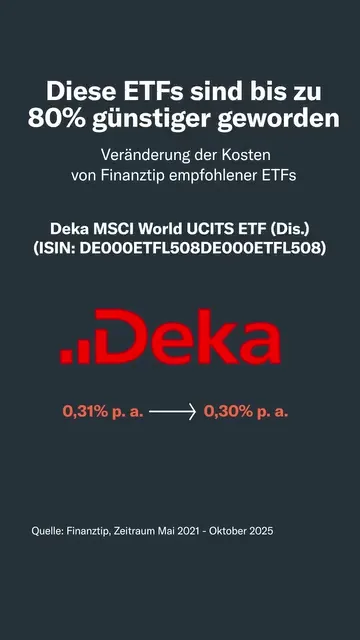 Diese ETFs sind bis zu
80% günstiger geworden
Veränderung der Kosten
von Finanztip empfohlener ETFs
Deka MSCI World UCITS ETF (Dis.)
(ISIN: DE000ETFL508DE000ETFL508)
Deka
0,31% p. a. → 0,30% p. a.
Quelle: Finanztip, Zeitraum Mai 2021 - Oktober 2025